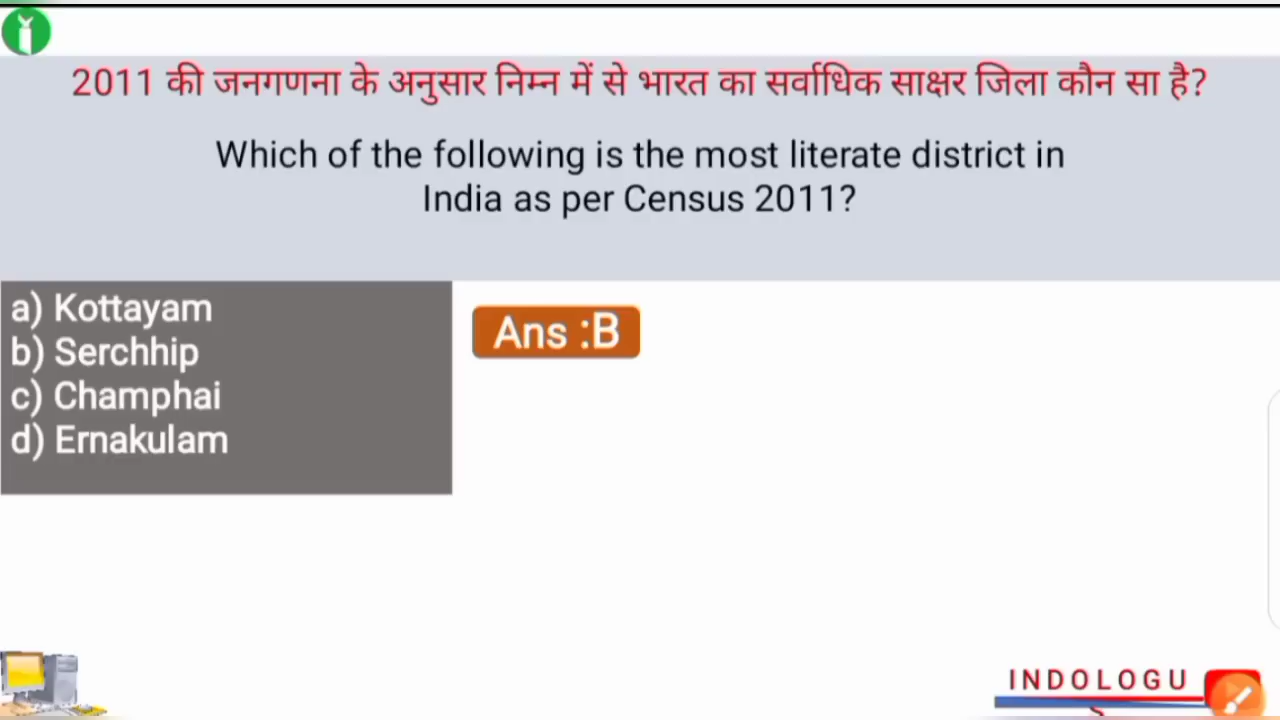 2011 की जनगणना के अनुसार निम्न में से भारत का सर्वाधिक साक्षर जिला कौन सा है?
Which of the following is the most literate district in
India as per Census 2011?
a) Kottayam
b) Serchhip
c) Champhai
d) Ernakulam
Ans :B
INDOLOGU